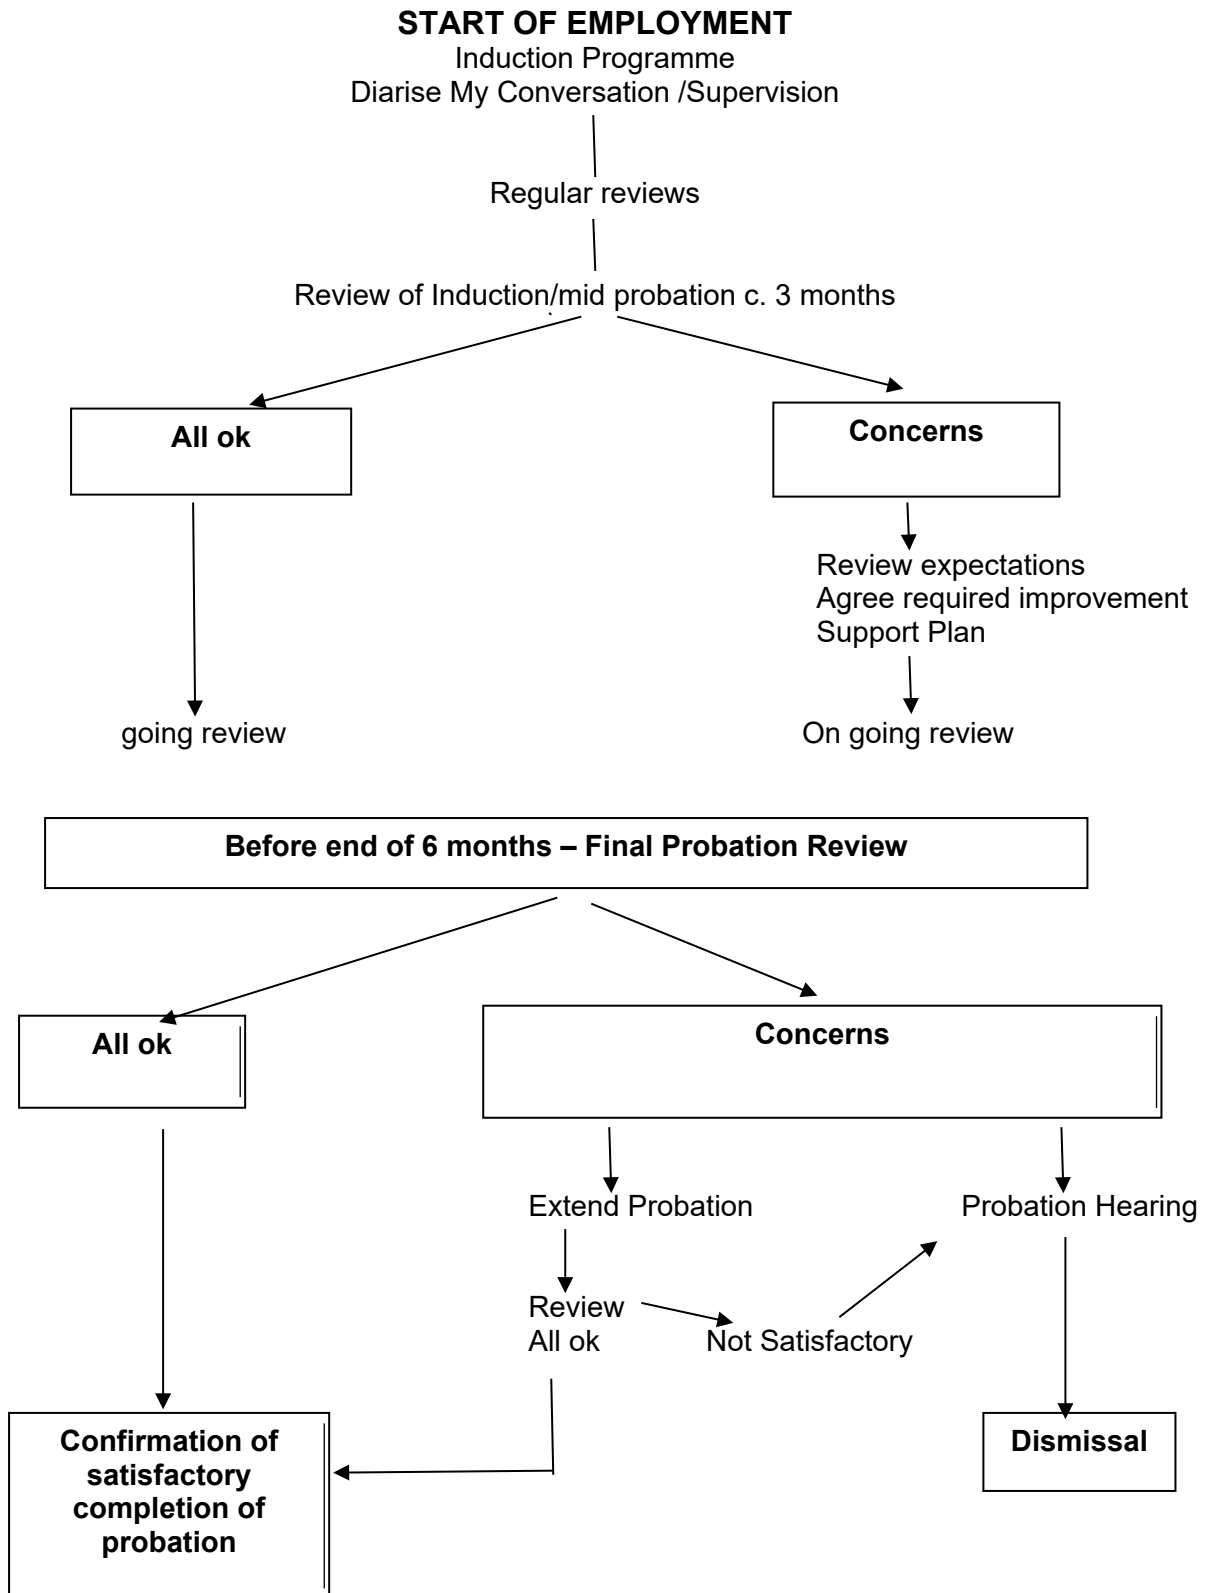 START OF EMPLOYMENT
Induction Programme
Diarise My Conversation /Supervision
Regular reviews
Review of Induction/mid probation c. 3 months
All ok
Concerns
Review expectations
Agree required improvement
Support Plan
going review
On going review
Before end of 6 months – Final Probation Review
All ok
Concerns
Extend Probation
Probation Hearing
Review
All ok
Not Satisfactory
Confirmation of
satisfactory
completion of
probation
Dismissal